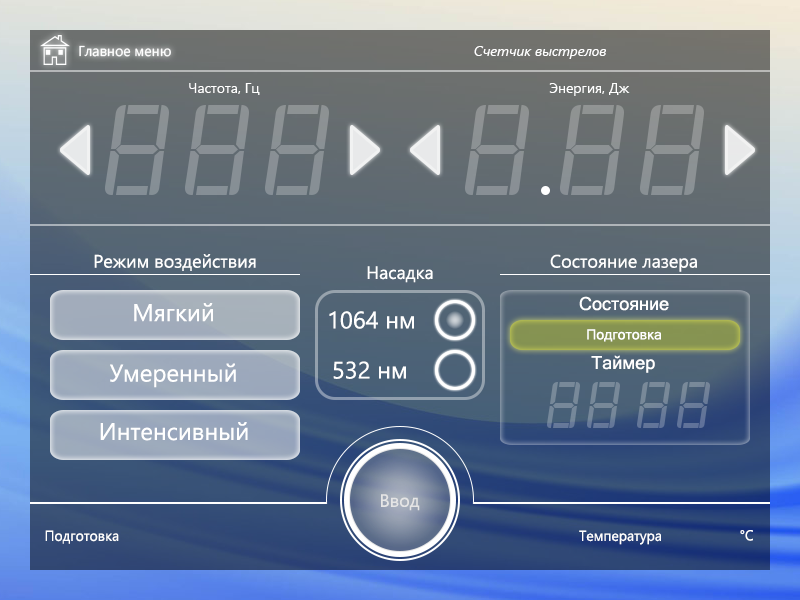 Главное меню
Счетчик выстрелов
Частота, Гц
Энергия, Дж
Режим воздействия
Насадка
Состояние лазера
Мягкий
Умеренный
Интенсивный
1064 нм
532 нм
Состояние
Подготовка
Таймер
Ввод
Подготовка
Температура
°C